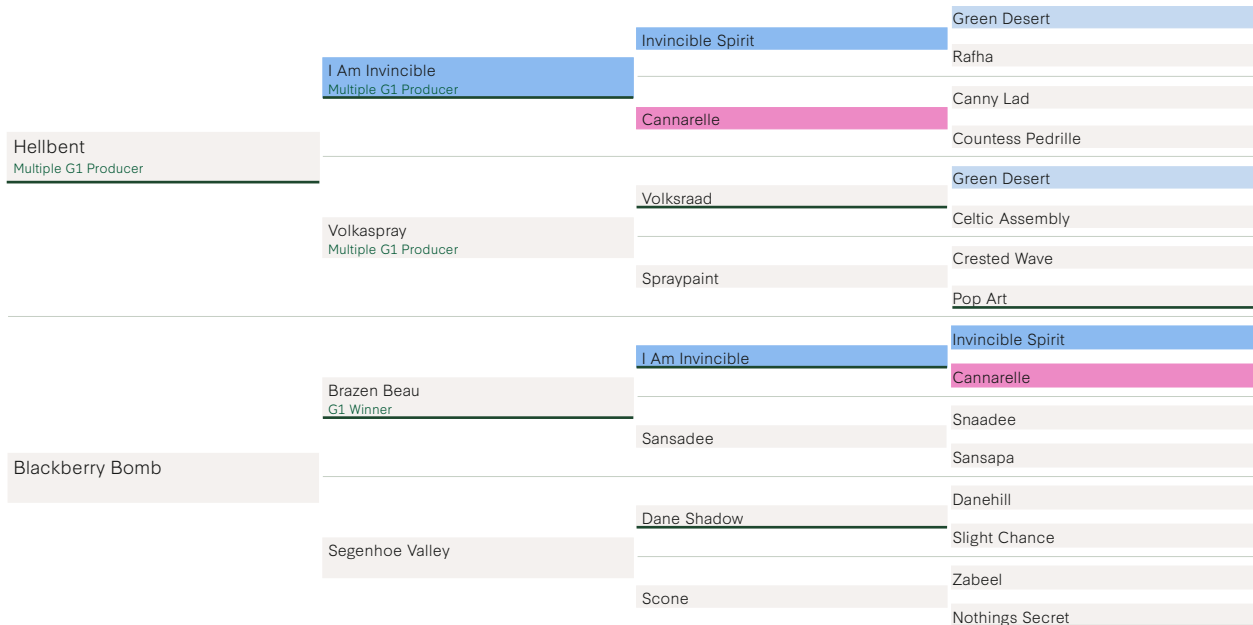 Hellbent
Multiple G1 Producer
I Am Invincible
Multiple G1 Producer
Invincible Spirit
Green Desert
Rafha
Cannarelle
Canny Lad
Countess Pedrille
Volkaspray
Multiple G1 Producer
Volksraad
Green Desert
Celtic Assembly
Spraypaint
Crested Wave
Pop Art
Blackberry Bomb
Brazen Beau
G1 Winner
I Am Invincible
Invincible Spirit
Cannarelle
Sansadee
Snaadee
Sansapa
Segenhoe Valley
Dane Shadow
Danehill
Slight Chance
Scone
Zabeel
Nothings Secret